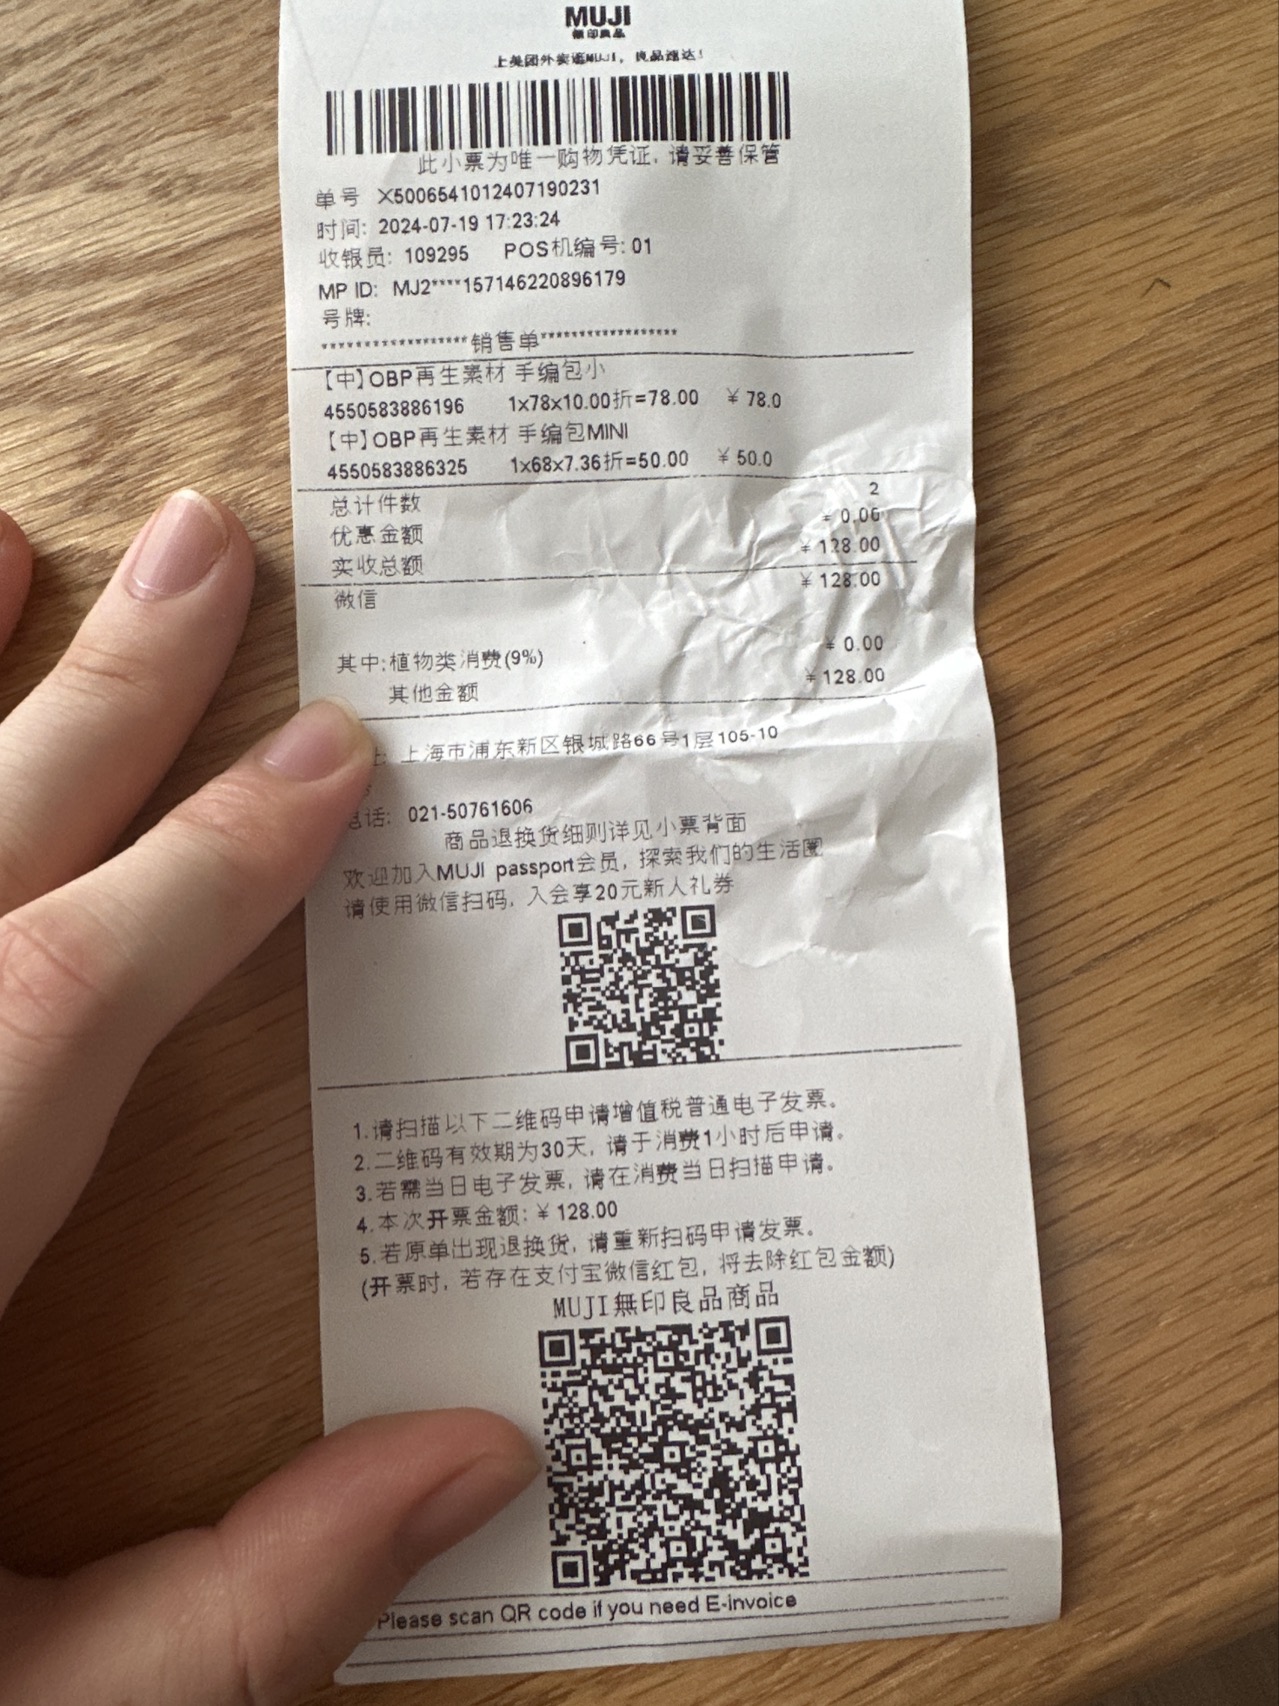 MUJI
無印良品
上美团外卖逛MUJI，良品速达！
此小票为唯一购物凭证, 请妥善保管
单号 X5006541012407190231
时间: 2024-07-19 17:23:24
收银员: 109295 POS机编号: 01
MP ID: MJ2****157146220896179
号牌:
******************销售单*****************
【中】OBP再生素材 手编包小
4550583886196 1x78x10.00折=78.00 ¥ 78.0
【中】OBP再生素材 手编包MINI
4550583886325 1x68x7.36折=50.00 ¥ 50.0
总计件数 2
优惠金额 ¥ 0.00
实收总额 ¥ 128.00
微信 ¥ 128.00
其中:植物类消费(9%) ¥ 0.00
其他金额 ¥ 128.00
上海市浦东新区银城路66号1层105-10
电话: 021-50761606
商品退换货细则详见小票背面
欢迎加入MUJI passport会员, 探索我们的生活圈
请使用微信扫码, 入会享20元新人礼券
1.请扫描以下二维码申请增值税普通电子发票。
2.二维码有效期为30天, 请于消费1小时后申请。
3.若需当日电子发票, 请在消费当日扫描申请。
4.本次开票金额: ¥ 128.00
5.若原单出现退换货, 请重新扫码申请发票。
(开票时, 若存在支付宝微信红包, 将去除红包金额)
MUJI無印良品商品
Please scan QR code if you need E-invoice